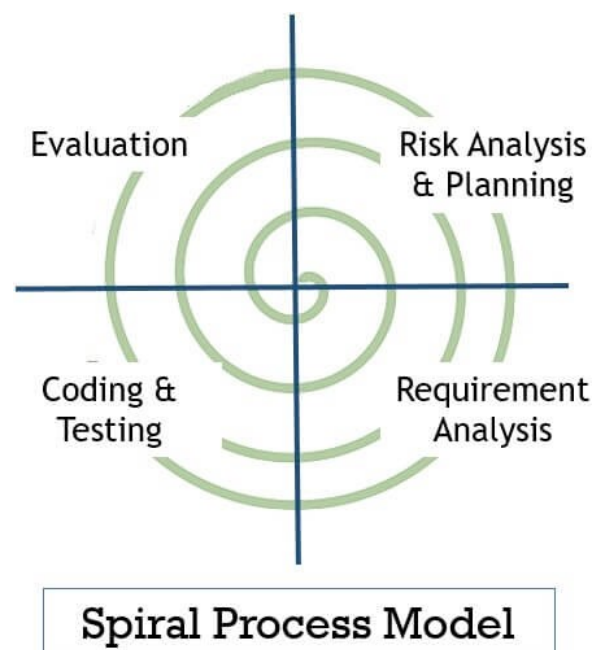 Evaluation
Risk Analysis
& Planning
Coding &
Testing
Requirement
Analysis
Spiral Process Model